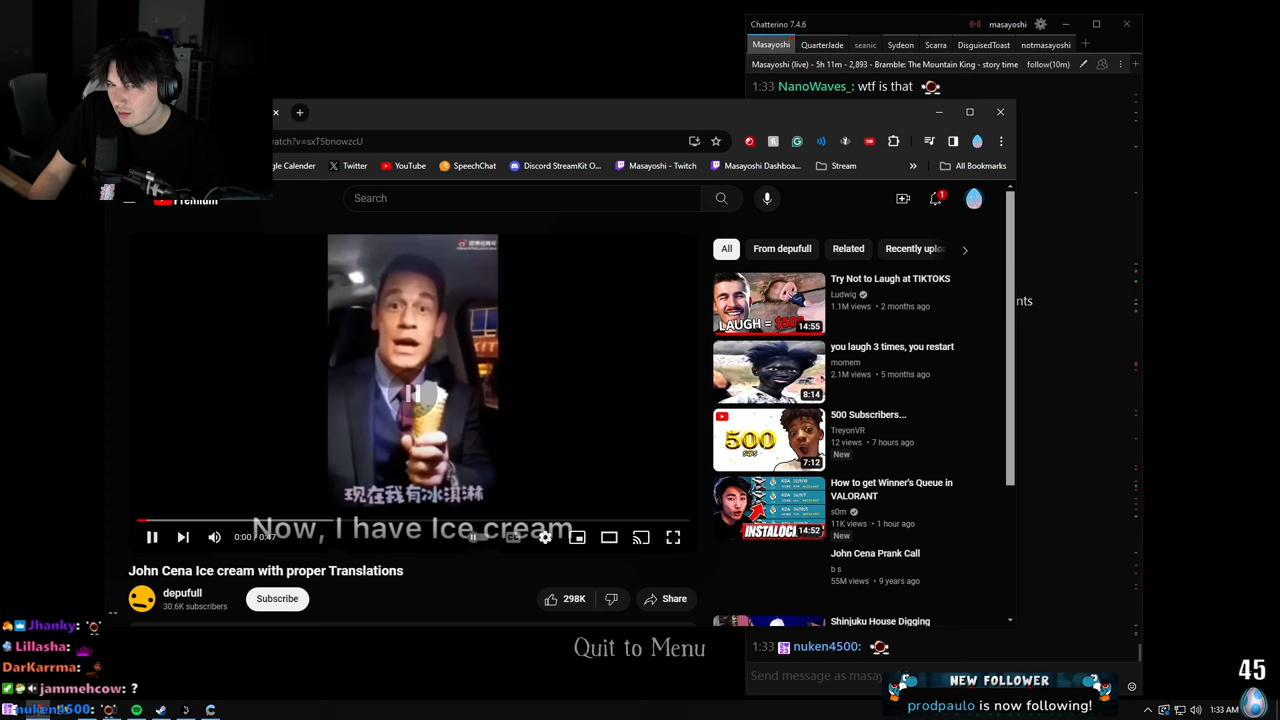 Chatterino 7.4.6
masayoshi
Masayoshi
QuarterJade
seanic
Sydeon
Scarra
DisguisedToast
notmasayoshi
Masayoshi (live) - 5h 11m - 2,893 - Bramble: The Mountain King - story time
follow(10m)
1:33 NanoWaves_: wtf is that
watch?v=sxT5bnowzcU
le Calender
Twitter
YouTube
SpeechChat
Discord StreamKit O...
Masayoshi - Twitch
Masayoshi Dashboa...
Stream
All Bookmarks
Premium
Search
1
All
From depufull
Related
Recently uplo
Try Not to Laugh at TIKTOKS
Ludwig
1.1M views • 2 months ago
14:55
you laugh 3 times, you restart
momem
2.1M views • 5 months ago
8:14
500 Subscribers...
TreyonVR
12 views • 7 hours ago
New
500
7:12
How to get Winner's Queue in
VALORANT
s0m
11K views • 1 hour ago
New
INSTALOC
14:52
John Cena Prank Call
b s
55M views • 9 years ago
Shinjuku House Digging
nts
现在我有冰淇淋
Now, I have Ice cream
0:00 / 0:47
John Cena Ice cream with proper Translations
depufull
30.6K subscribers
Subscribe
298K
Share
Quit to Menu
Jhanky:
Lillasha:
DarKarrma:
jammehcow: ?
nuken4500:
1:33 nuken4500:
Send message as masay
NEW FOLLOWER
prodpaulo is now following!
45
1:33 AM